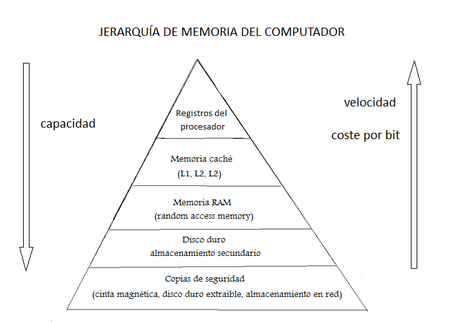 JERARQUÍA DE MEMORIA DEL COMPUTADOR
capacidad
velocidad
coste por bit
Registros del
procesador
Memoria caché
(L1, L2, L2)
Memoria RAM
(random access memory)
Disco duro
almacenamiento secundario
Copias de seguridad
(cinta magnética, disco duro extraible, almacenamiento en red)